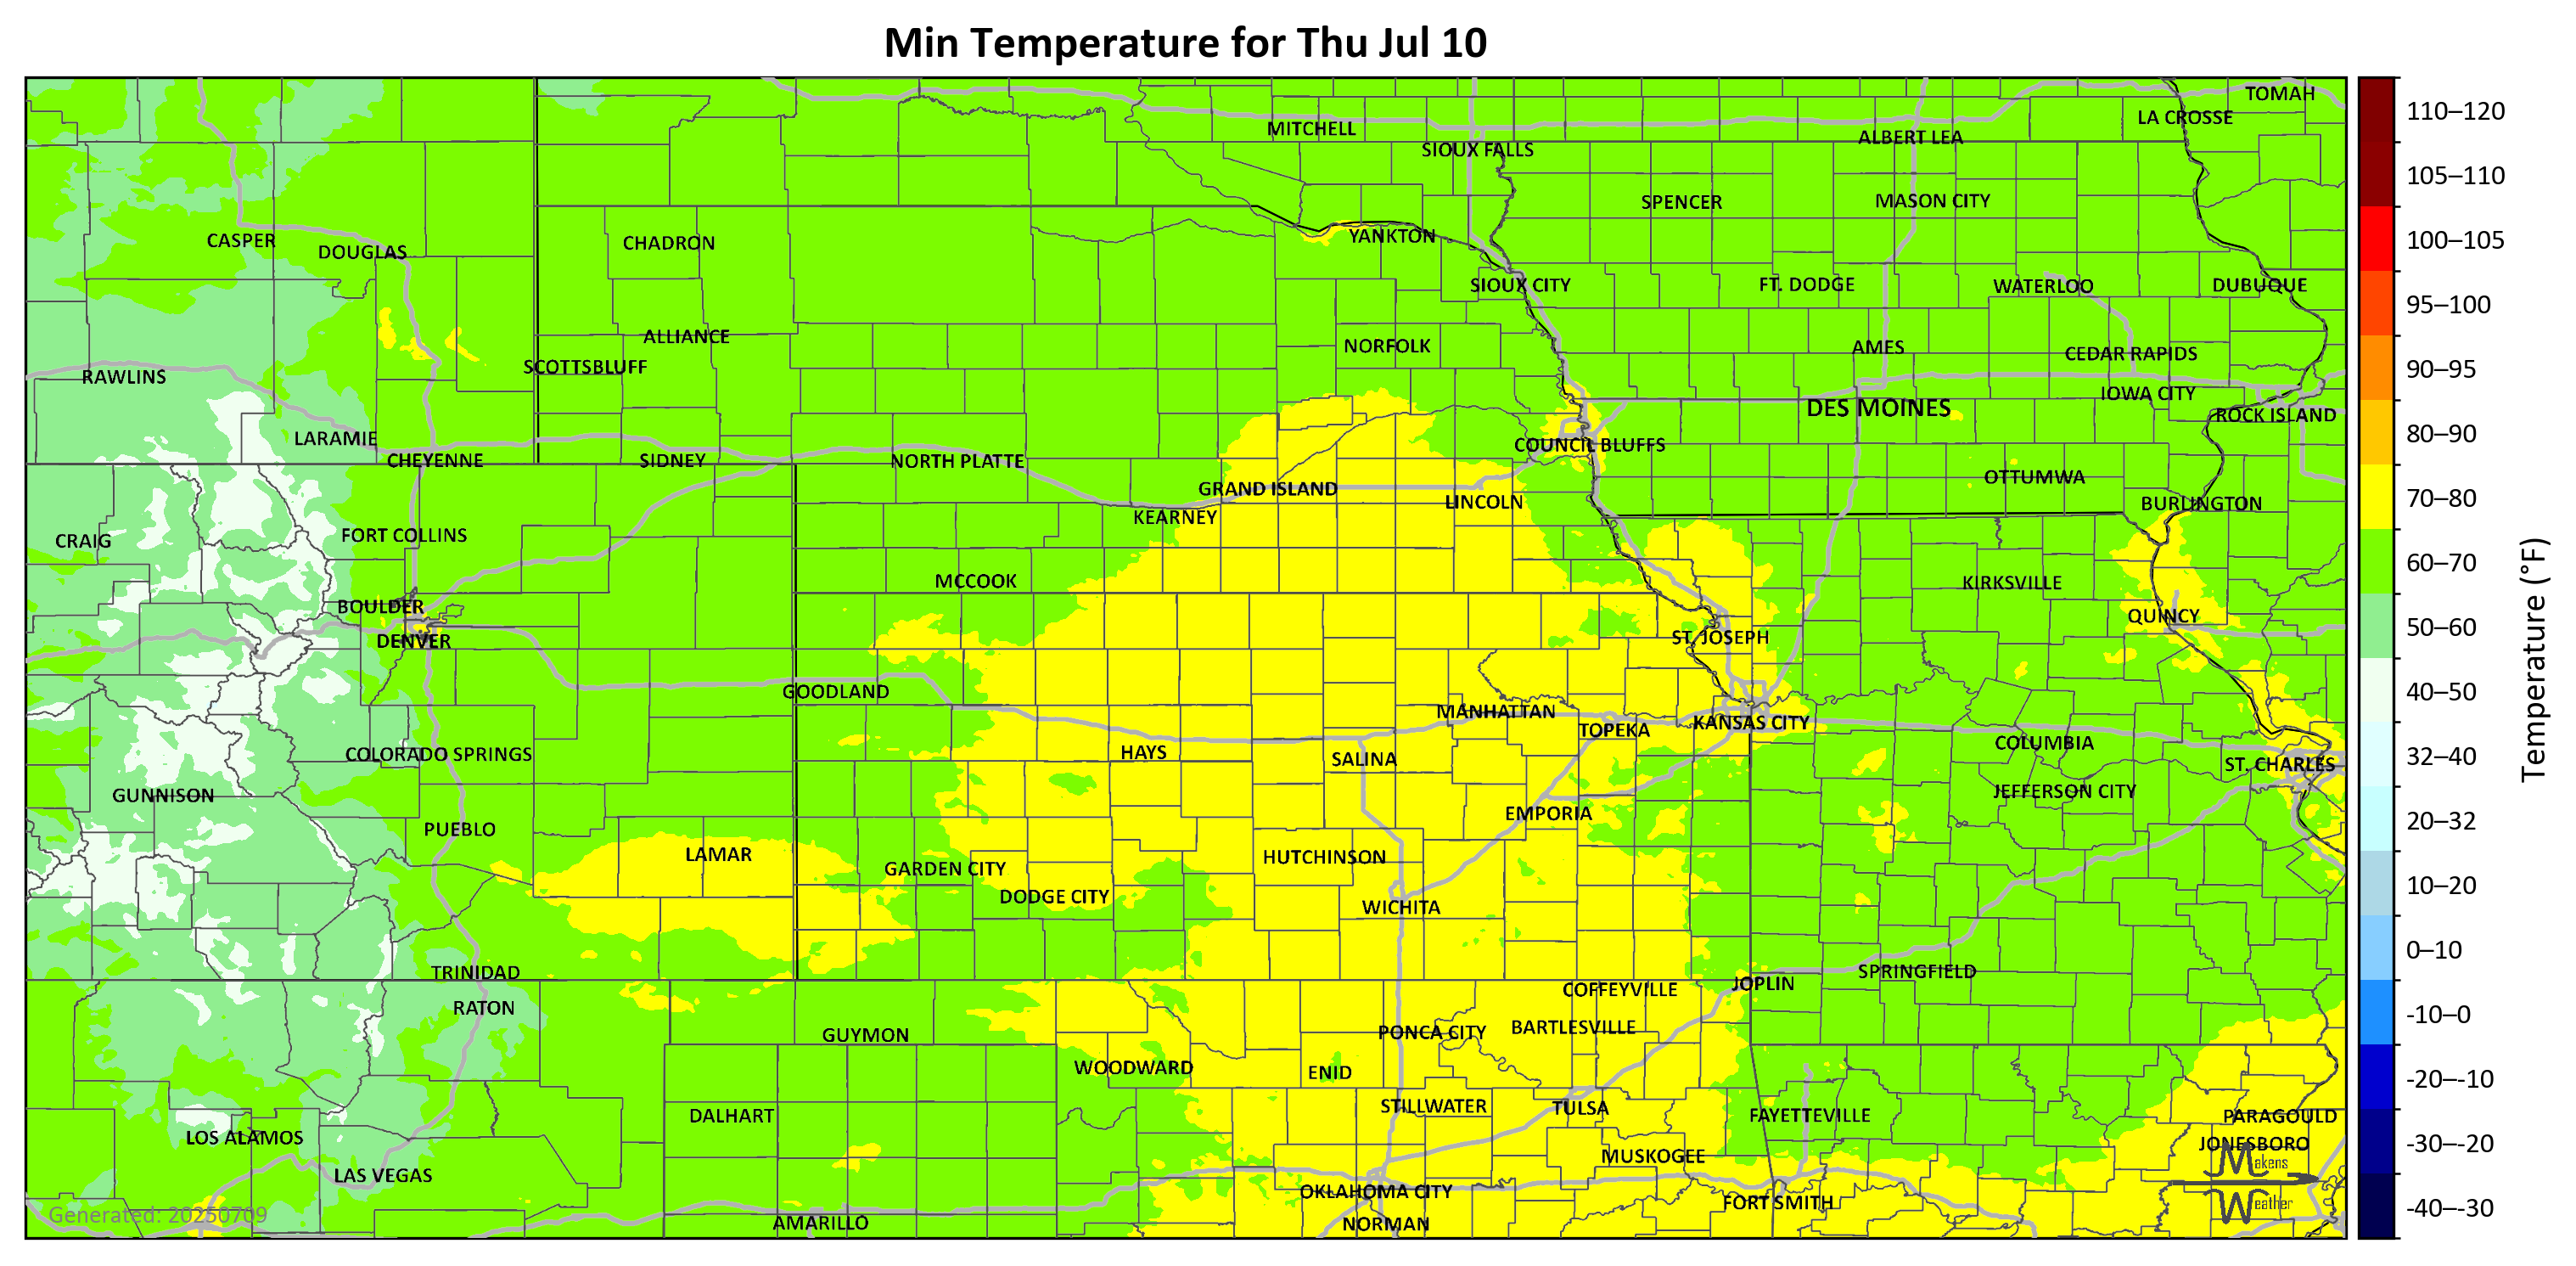 Min Temperature for Thu Jul 10
TOMAH
LA CROSSE
MITCHELL
ALBERT LEA
SIOUX FALLS
SPENCER
MASON CITY
CASPER
DOUGLAS
CHADRON
YANKTON
SIOUX CITY
FT. DODGE
WATERLOO
DUBUQUE
ALLIANCE
NORFOLK
AMES
CEDAR RAPIDS
SCOTTSBLUFF
RAWLINS
IOWA CITY
DES MOINES
ROCK ISLAND
LARAMIE
COUNCIL BLUFFS
CHEYENNE
SIDNEY
NORTH PLATTE
OTTUMWA
GRAND ISLAND
LINCOLN
BURLINGTON
KEARNEY
CRAIG
FORT COLLINS
MCCOOK
KIRKSVILLE
BOULDER
QUINCY
DENVER
ST. JOSEPH
GOODLAND
MANHATTAN
KANSAS CITY
TOPEKA
COLUMBIA
COLORADO SPRINGS
HAYS
SALINA
ST. CHARLES
GUNNISON
JEFFERSON CITY
EMPORIA
PUEBLO
LAMAR
HUTCHINSON
GARDEN CITY
DODGE CITY
WICHITA
TRINIDAD
SPRINGFIELD
JOPLIN
COFFEYVILLE
RATON
GUYMON
PONCA CITY
BARTLESVILLE
WOODWARD
ENID
STILLWATER
TULSA
DALHART
FAYETTEVILLE
PARAGOULD
LOS ALAMOS
JONESBORO
MUSKOGEE
LAS VEGAS
OKLAHOMA CITY
FORT SMITH
AMARILLO
NORMAN
Makens
Weather
Generated: 20250709
110–120
105–110
100–105
95–100
90–95
80–90
70–80
60–70
50–60
40–50
32–40
20–32
10–20
0–10
-10–0
-20–-10
-30–-20
-40–-30
Temperature (°F)